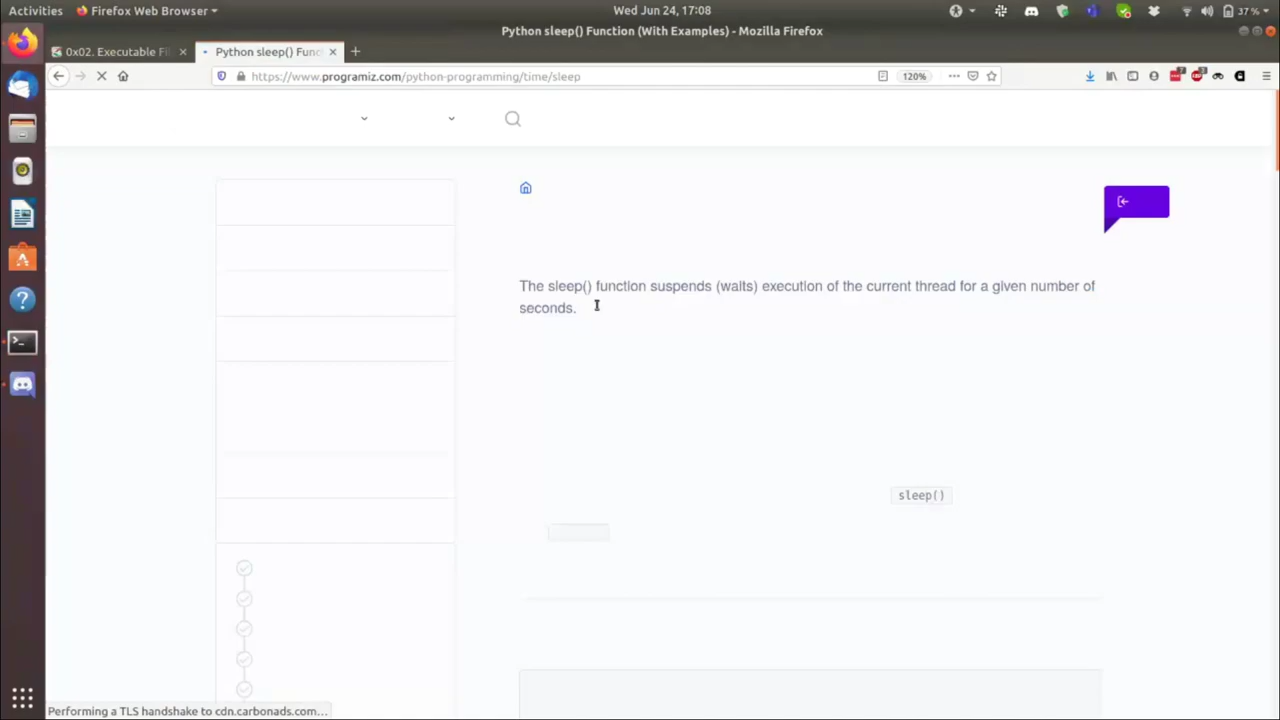 Activities
Firefox Web Browser
Wed Jun 24, 17:08
37 %
Python sleep() Function (With Examples) - Mozilla Firefox
0x02. Executable Fi
Python sleep() Func
https://www.programiz.com/python-programming/time/sleep
120%
The sleep() function suspends (waits) execution of the current thread for a given number of
seconds.
sleep()
Performing a TLS handshake to cdn.carbonads.com…